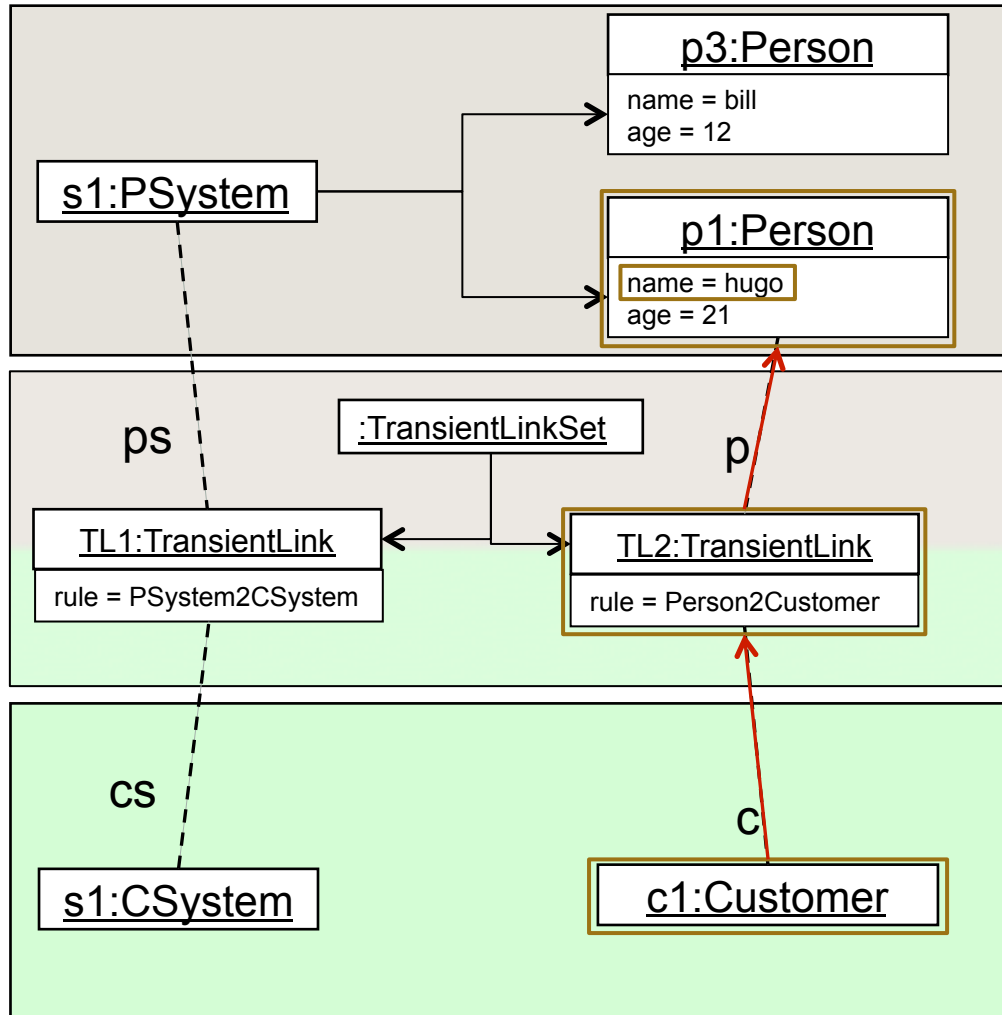 p3:Person
name = bill
age = 12
s1:PSystem
p1:Person
name = hugo
age = 21
:TransientLinkSet
ps
p
TL1:TransientLink
rule = PSystem2CSystem
TL2:TransientLink
rule = Person2Customer
cs
c
s1:CSystem
c1:Customer